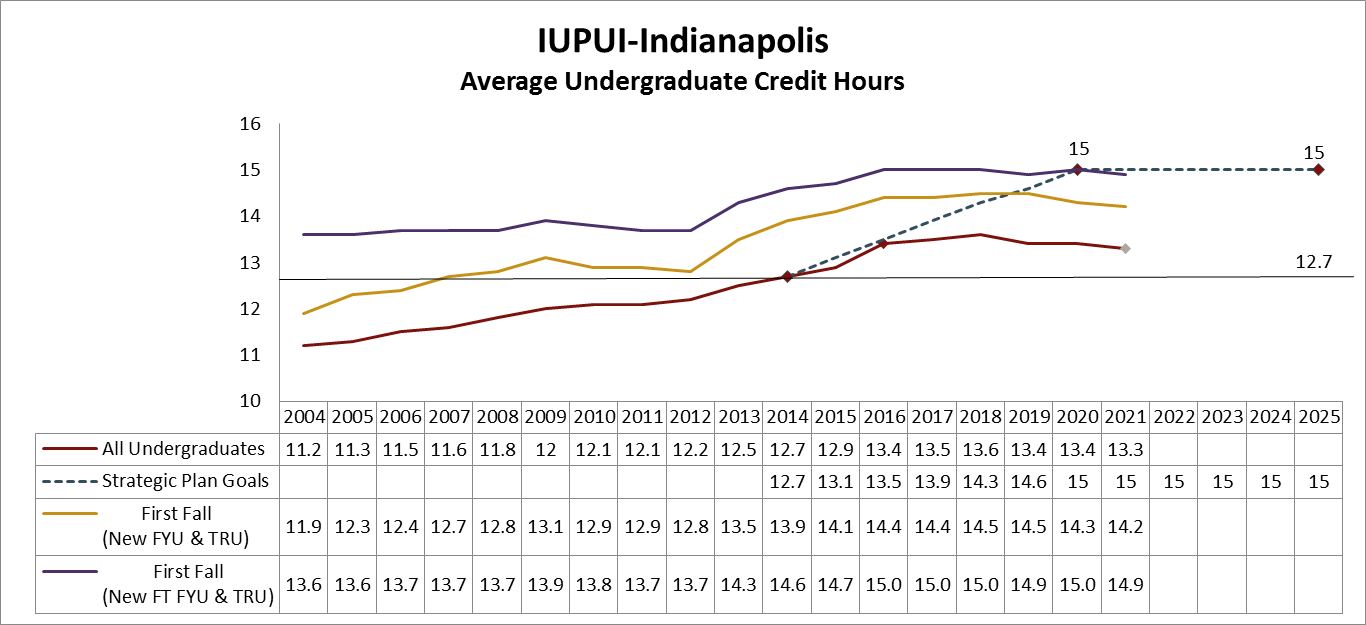 IUPUI-Indianapolis
Average Undergraduate Credit Hours
16
15
14
13
12
11
10
15
15
12.7
2004 2005 2006 2007 2008 2009 2010 2011 2012 2013 2014 2015 2016 2017 2018 2019 2020 2021 2022 2023 2024 2025
All Undergraduates 11.2 11.3 11.5 11.6 11.8 12 12.1 12.1 12.2 12.5 12.7 12.9 13.4 13.5 13.6 13.4 13.4 13.3
Strategic Plan Goals 12.7 13.1 13.5 13.9 14.3 14.6 15 15 15 15 15 15
First Fall
(New FYU & TRU) 11.9 12.3 12.4 12.7 12.8 13.1 12.9 12.9 12.8 13.5 13.9 14.1 14.4 14.4 14.5 14.5 14.3 14.2
First Fall
(New FT FYU & TRU) 13.6 13.6 13.7 13.7 13.7 13.9 13.8 13.7 13.7 14.3 14.6 14.7 15.0 15.0 15.0 14.9 15.0 14.9